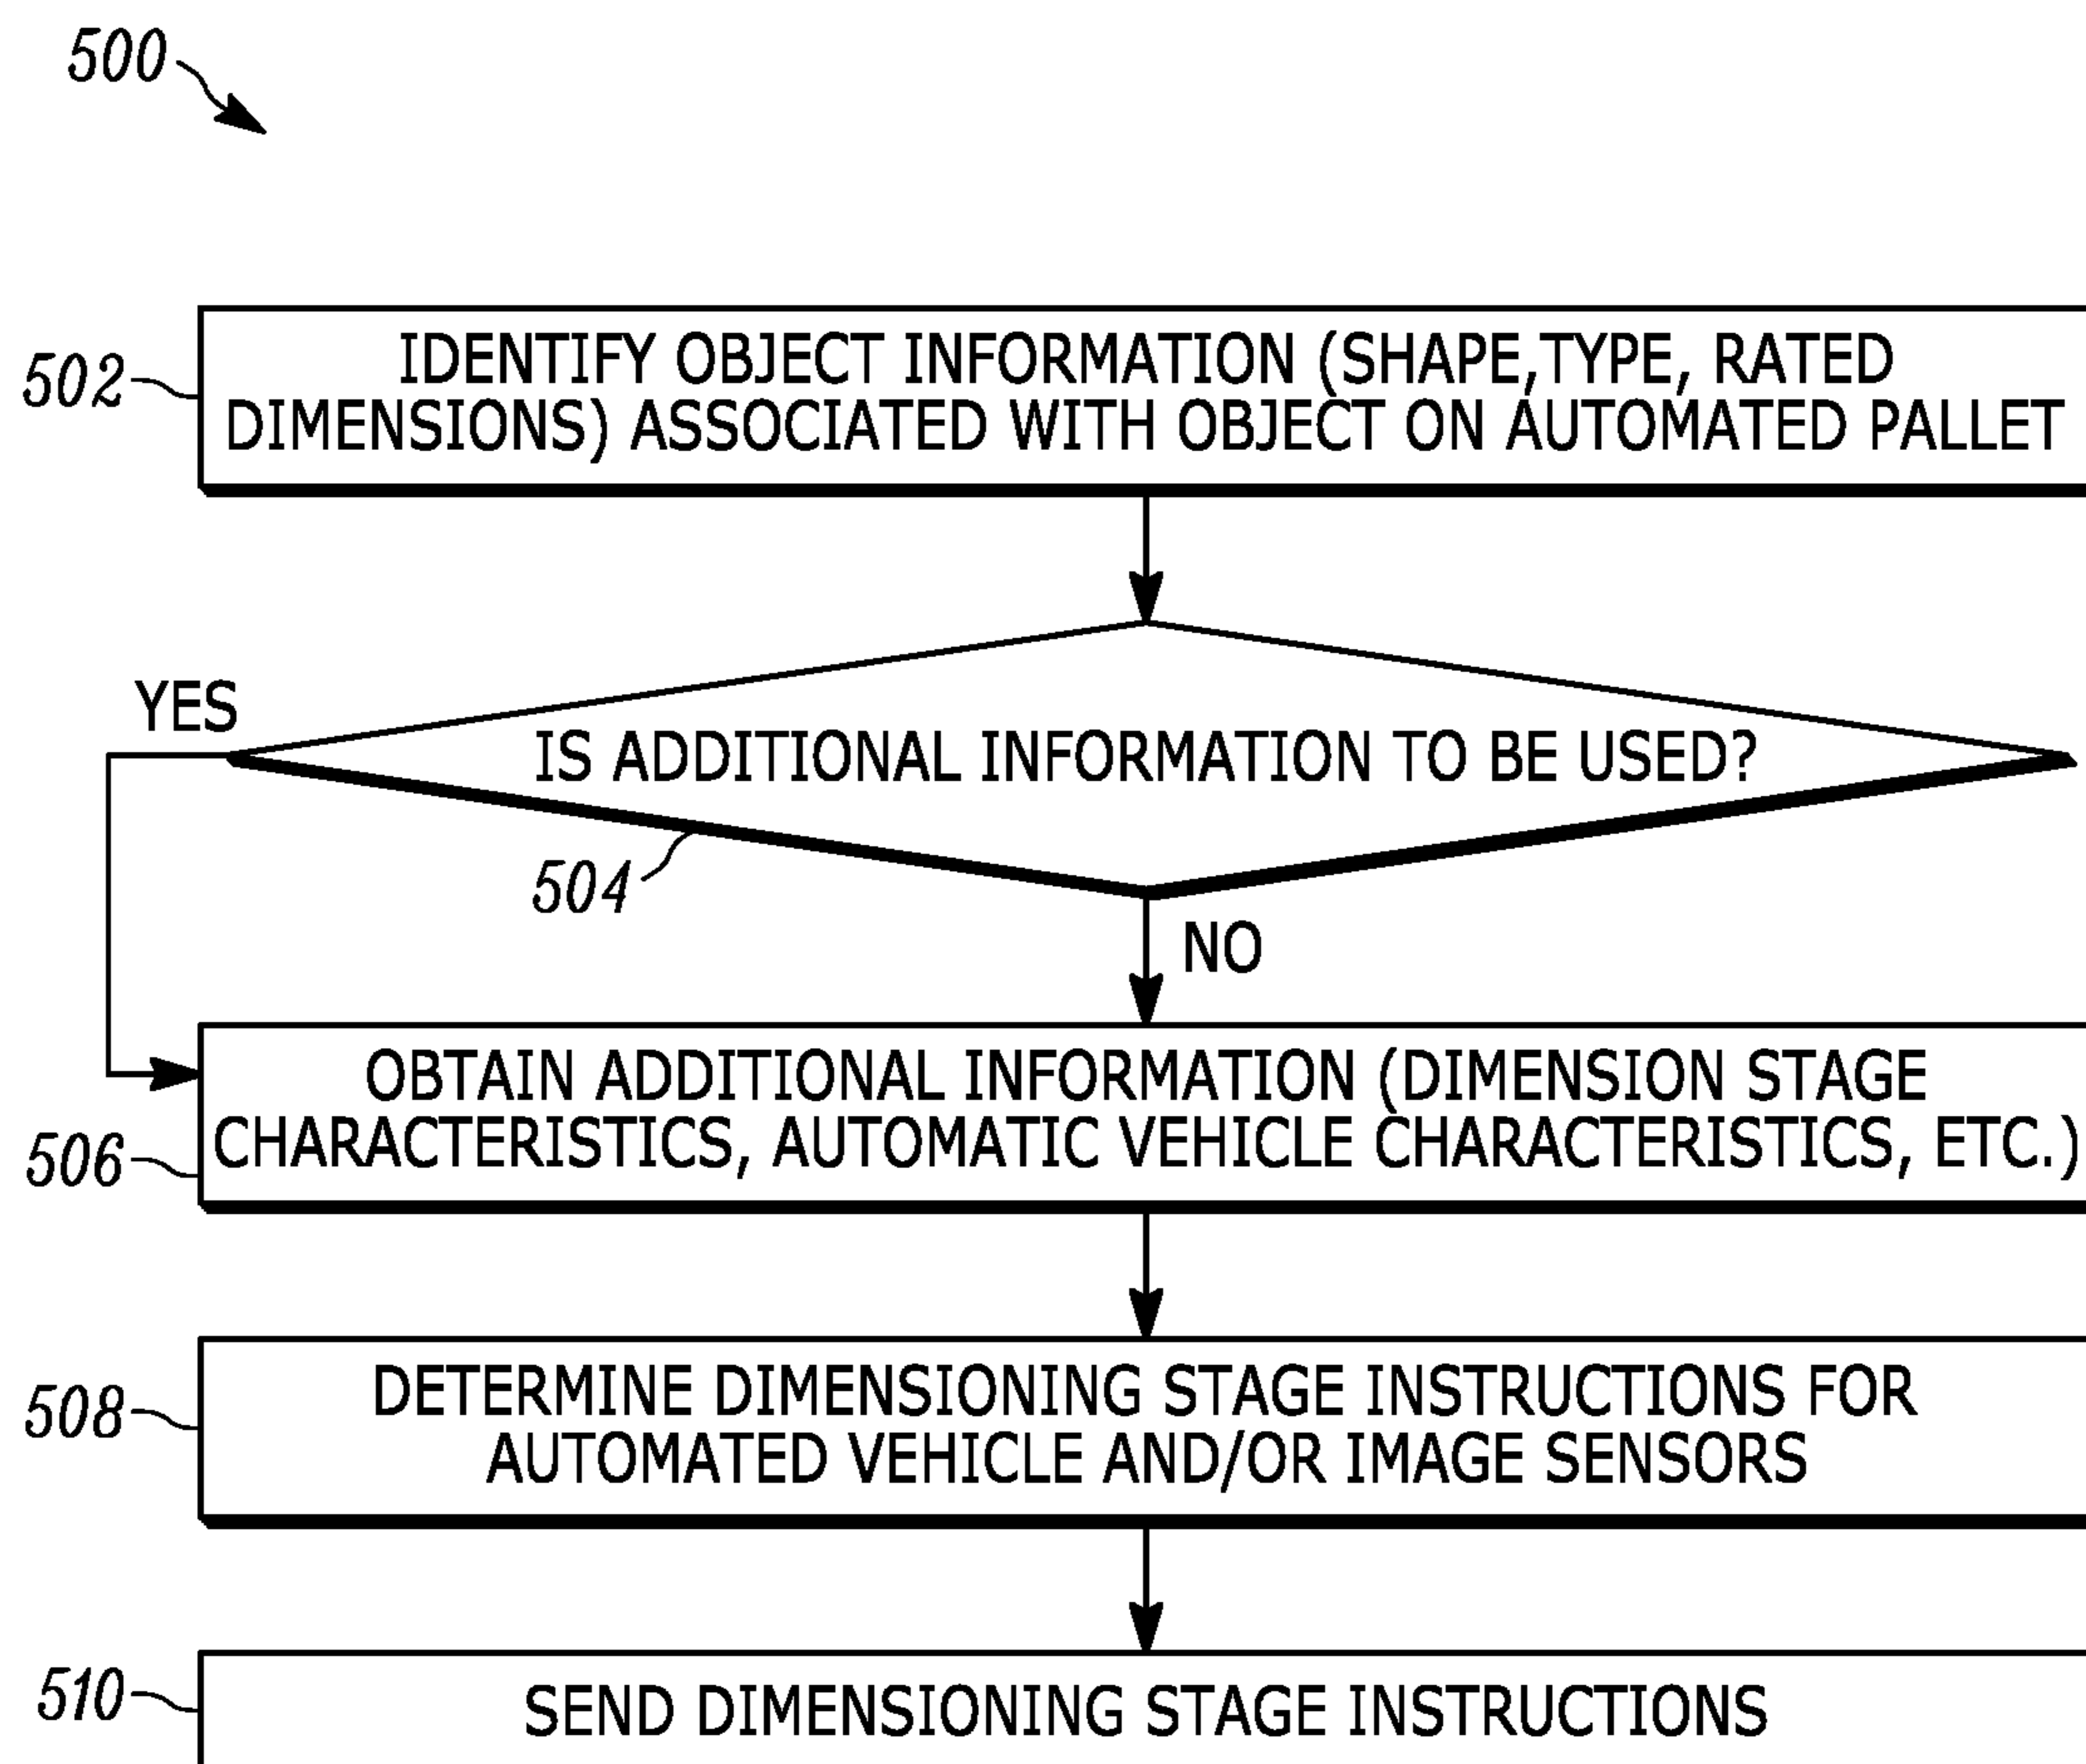 500
502
IDENTIFY OBJECT INFORMATION (SHAPE,TYPE, RATED
DIMENSIONS) ASSOCIATED WITH OBJECT ON AUTOMATED PALLET
YES
IS ADDITIONAL INFORMATION TO BE USED?
504
NO
OBTAIN ADDITIONAL INFORMATION (DIMENSION STAGE
CHARACTERISTICS, AUTOMATIC VEHICLE CHARACTERISTICS, ETC.)
506
508
DETERMINE DIMENSIONING STAGE INSTRUCTIONS FOR
AUTOMATED VEHICLE AND/OR IMAGE SENSORS
510
SEND DIMENSIONING STAGE INSTRUCTIONS